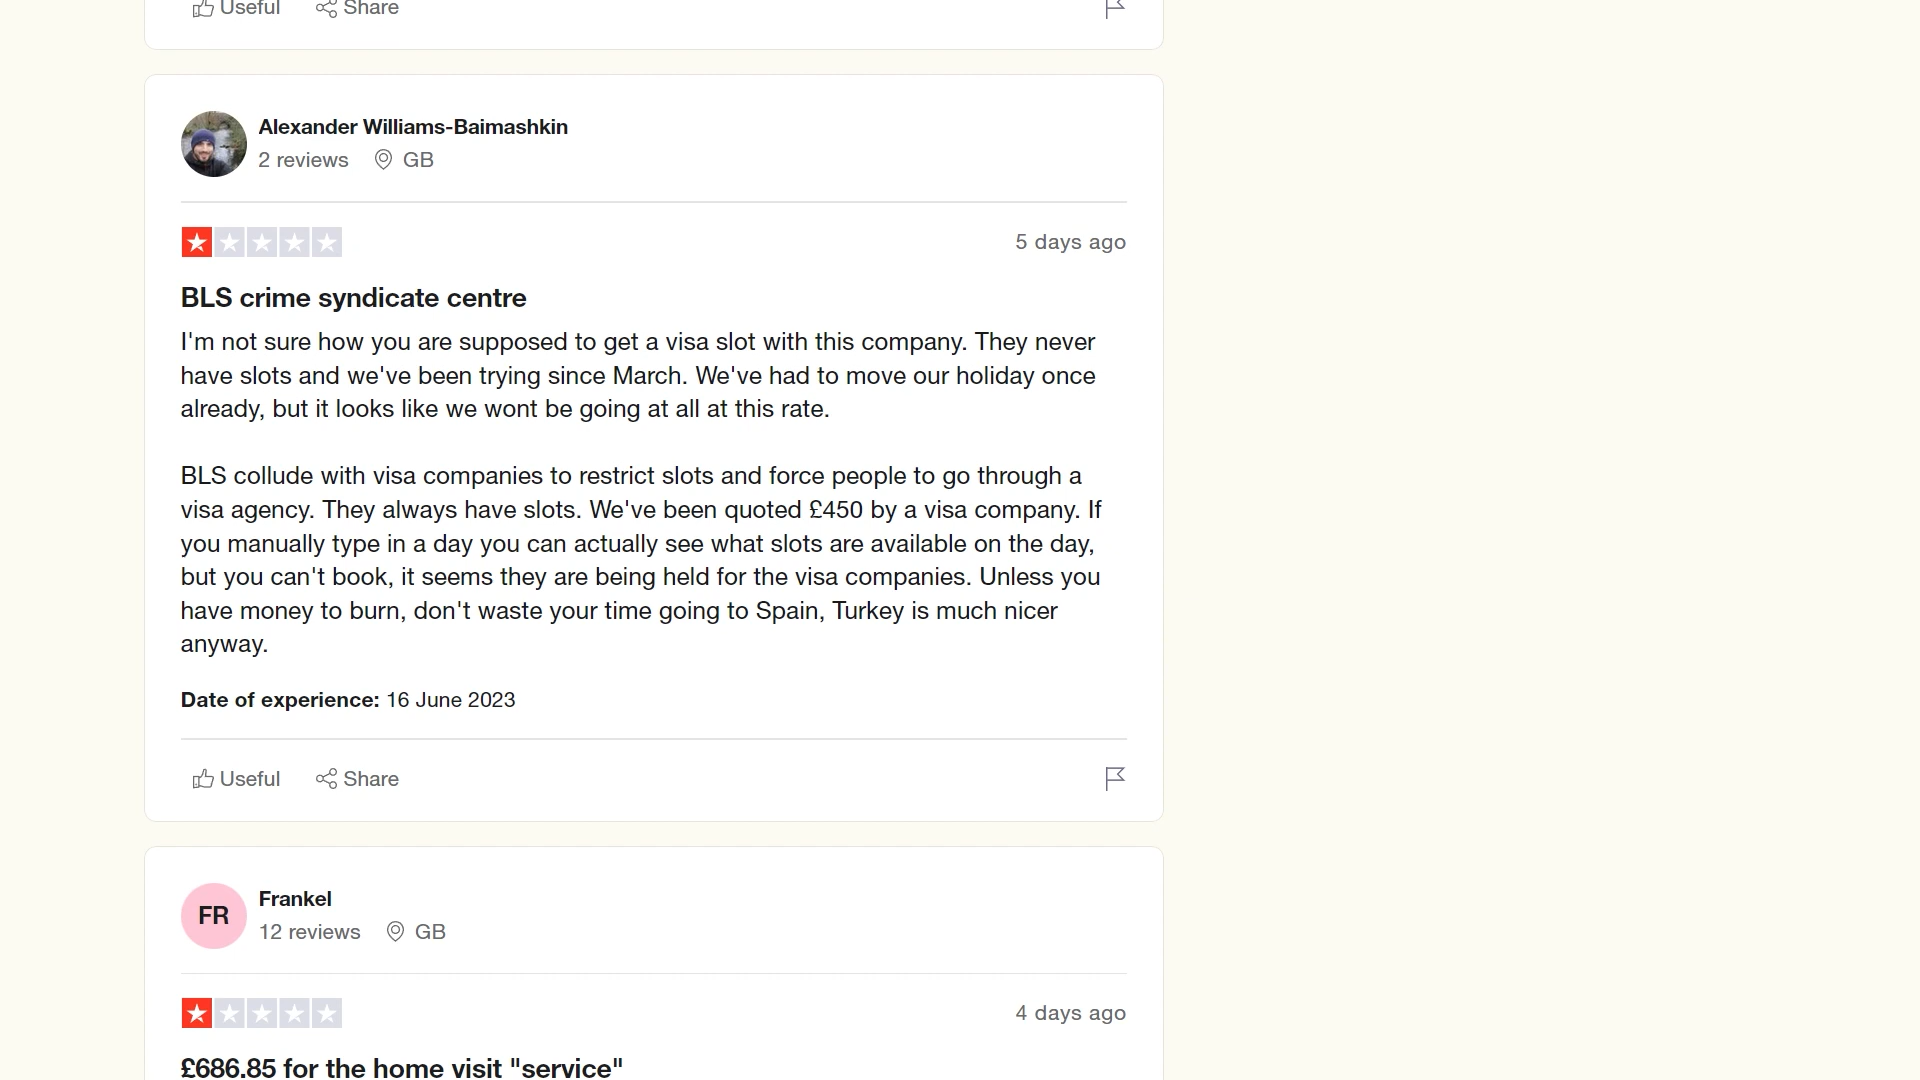 Useful Share
Alexander Williams-Baimashkin
2 reviews GB
5 days ago
BLS crime syndicate centre
I'm not sure how you are supposed to get a visa slot with this company. They never
have slots and we've been trying since March. We've had to move our holiday once
already, but it looks like we wont be going at all at this rate.
BLS collude with visa companies to restrict slots and force people to go through a
visa agency. They always have slots. We've been quoted £450 by a visa company. If
you manually type in a day you can actually see what slots are available on the day,
but you can't book, it seems they are being held for the visa companies. Unless you
have money to burn, don't waste your time going to Spain, Turkey is much nicer
anyway.
Date of experience: 16 June 2023
Useful Share
FR
Frankel
12 reviews GB
4 days ago
£686.85 for the home visit "service"